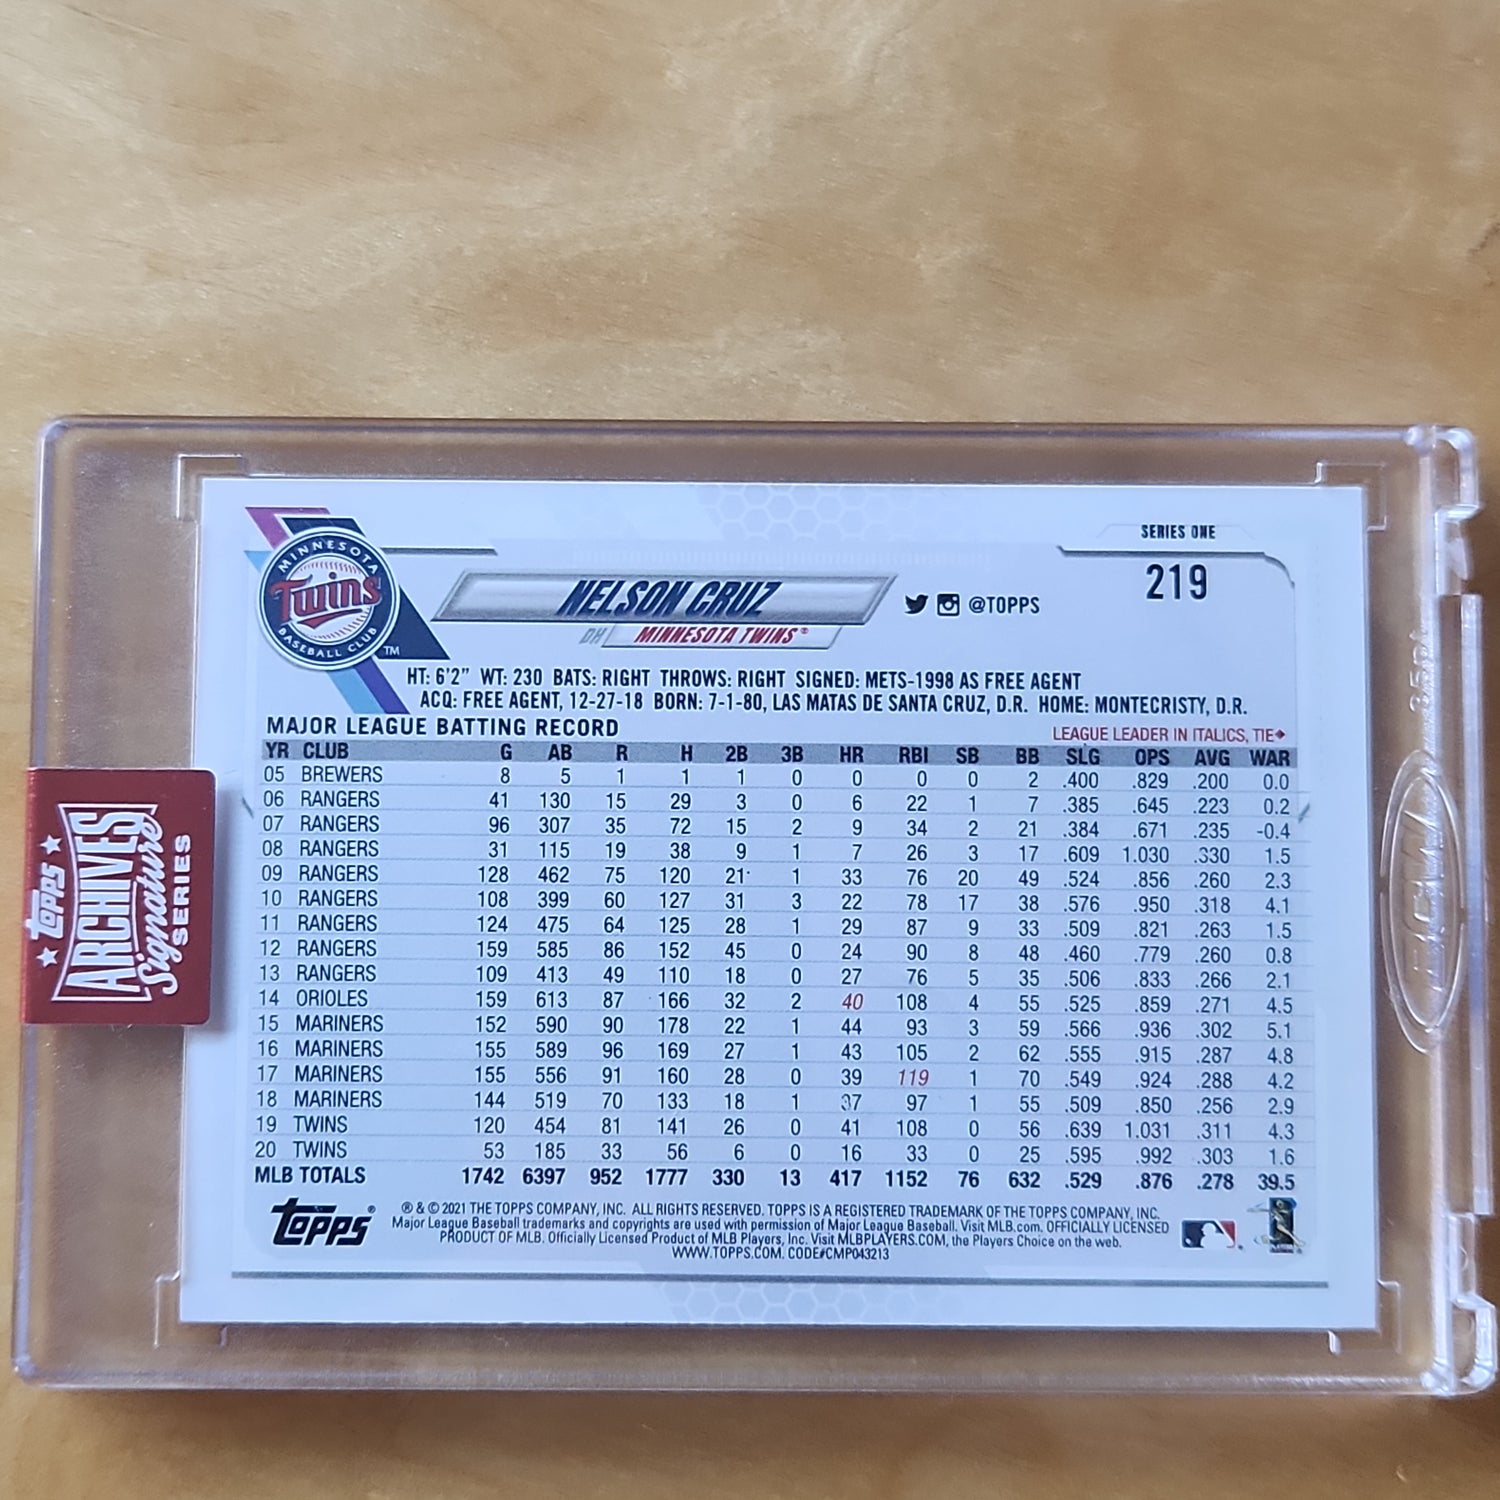 SERIES ONE
219
MINNESOTA
Twins
BASEBALL CLUB
TM
NELSON CRUZ
DH MINNESOTA TWINS®
@TOPPS
HT: 6'2" WT: 230 BATS: RIGHT THROWS: RIGHT SIGNED: METS-1998 AS FREE AGENT
ACQ: FREE AGENT, 12-27-18 BORN: 7-1-80, LAS MATAS DE SANTA CRUZ, D.R. HOME: MONTECRISTY, D.R.
MAJOR LEAGUE BATTING RECORD
LEAGUE LEADER IN ITALICS, TIE◆
YR CLUB G AB R H 2B 3B HR RBI SB BB SLG OPS AVG WAR
05 BREWERS 8 5 1 1 1 0 0 0 0 2 .400 .829 .200 0.0
06 RANGERS 41 130 15 29 3 0 6 22 1 7 .385 .645 .223 0.2
07 RANGERS 96 307 35 72 15 2 9 34 2 21 .384 .671 .235 -0.4
08 RANGERS 31 115 19 38 9 1 7 26 3 17 .609 1.030 .330 1.5
09 RANGERS 128 462 75 120 21 1 33 76 20 49 .524 .856 .260 2.3
10 RANGERS 108 399 60 127 31 3 22 78 17 38 .576 .950 .318 4.1
11 RANGERS 124 475 64 125 28 1 29 87 9 33 .509 .821 .263 1.5
12 RANGERS 159 585 86 152 45 0 24 90 8 48 .460 .779 .260 0.8
13 RANGERS 109 413 49 110 18 0 27 76 5 35 .506 .833 .266 2.1
14 ORIOLES 159 613 87 166 32 2 40 108 4 55 .525 .859 .271 4.5
15 MARINERS 152 590 90 178 22 1 44 93 3 59 .566 .936 .302 5.1
16 MARINERS 155 589 96 169 27 1 43 105 2 62 .555 .915 .287 4.8
17 MARINERS 155 556 91 160 28 0 39 119 1 70 .549 .924 .288 4.2
18 MARINERS 144 519 70 133 18 1 37 97 1 55 .509 .850 .256 2.9
19 TWINS 120 454 81 141 26 0 41 108 0 56 .639 1.031 .311 4.3
20 TWINS 53 185 33 56 6 0 16 33 0 25 .595 .992 .303 1.6
MLB TOTALS 1742 6397 952 1777 330 13 417 1152 76 632 .529 .876 .278 39.5
Topps®
® & © 2021 THE TOPPS COMPANY, INC. ALL RIGHTS RESERVED. TOPPS IS A REGISTERED TRADEMARK OF THE TOPPS COMPANY, INC.
Major League Baseball trademarks and copyrights are used with permission of Major League Baseball. Visit MLB.com. OFFICIALLY LICENSED
PRODUCT OF MLB. Officially Licensed Product of MLB Players, Inc. Visit MLBPLAYERS.COM, the Players Choice on the web.
WWW.TOPPS.COM. CODE#CMP043213
Topps
ARCHIVES
Signature
SERIES